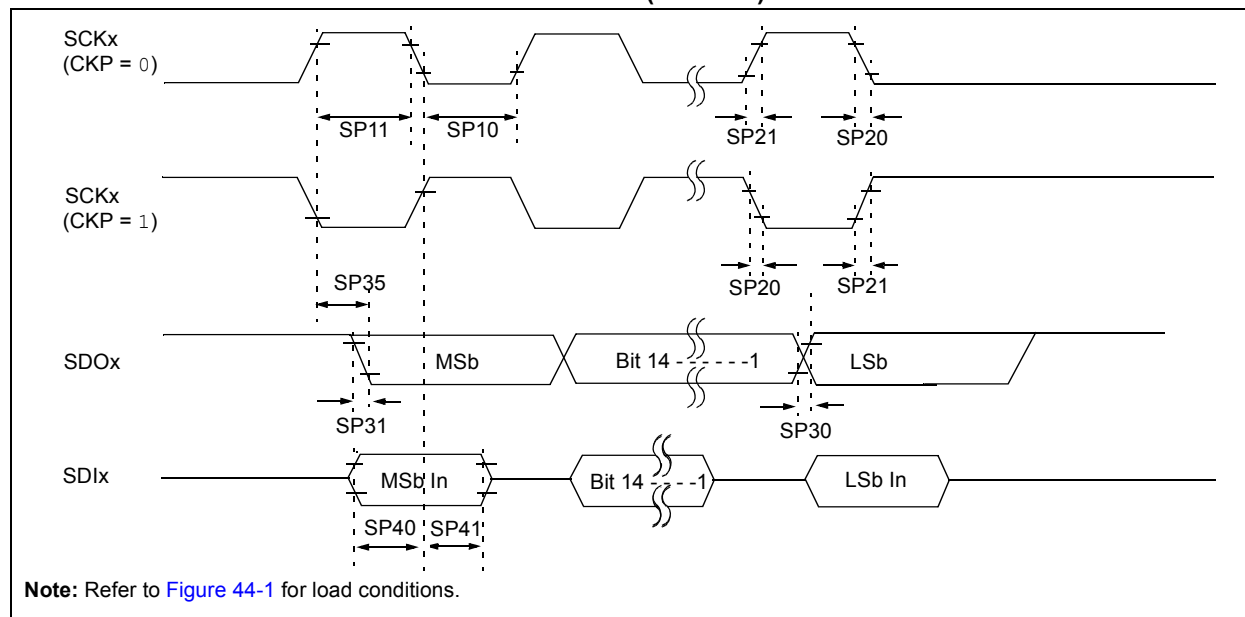 SCKx
(CKP = 0)
SP11
SP10
SP21
SP20
SCKx
(CKP = 1)
SP35
SP20
SP21
SDOx
MSb
Bit 14 - - - - - -1
LSb
SP31
SP30
SDIx
MSb In
Bit 14 - - - - -1
LSb In
SP40
SP41
Note: Refer to Figure 44-1 for load conditions.